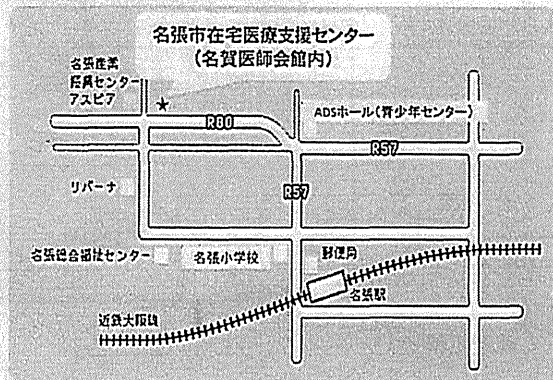 名張市在宅医療支援センター
(名賀医師会館内)
名張産業
振興センター
アスピア
★
ADSホール(青少年センター)
R80
R57
R57
リバーナ
名張総合福祉センター
名張小学校
郵便局
名張駅
近鉄大阪線